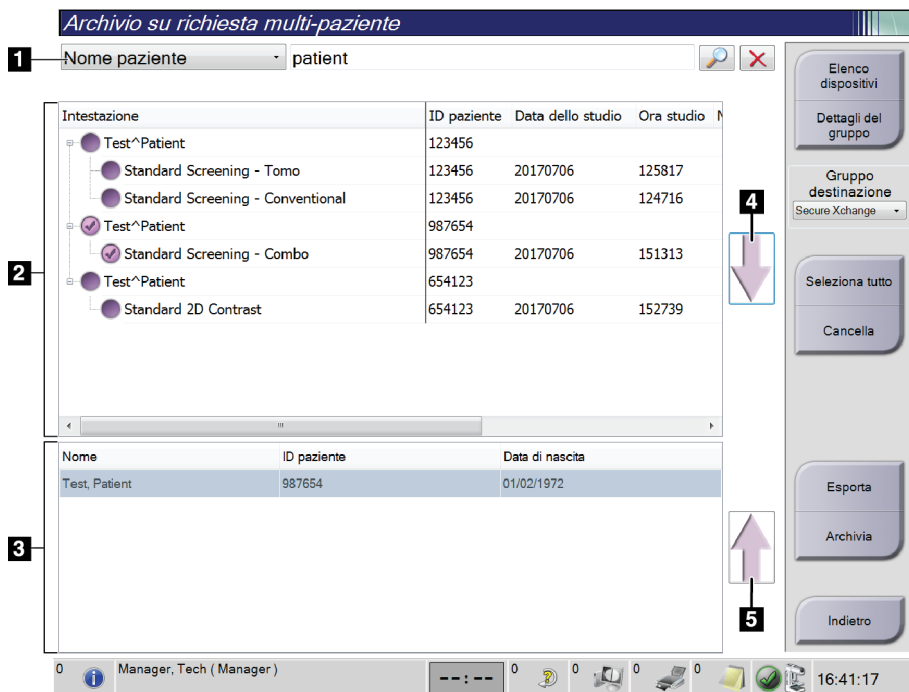 Archivio su richiesta multi-paziente
1
Nome paziente
patient
Intestazione ID paziente Data dello studio Ora studio
Test^Patient 123456
Standard Screening - Tomo 123456 20170706 125817
Standard Screening - Conventional 123456 20170706 124716
Test^Patient 987654
Standard Screening - Combo 987654 20170706 151313
Test^Patient 654123
Standard 2D Contrast 654123 20170706 152739
2
4
Nome ID paziente Data di nascita
Test, Patient 987654 01/02/1972
3
5
Elenco
dispositivi
Dettagli del
gruppo
Gruppo
destinazione
Secure Xchange
Seleziona tutto
Cancella
Esporta
Archivia
Indietro
0 Manager, Tech ( Manager ) --:-- 0 0 0 0 16:41:17